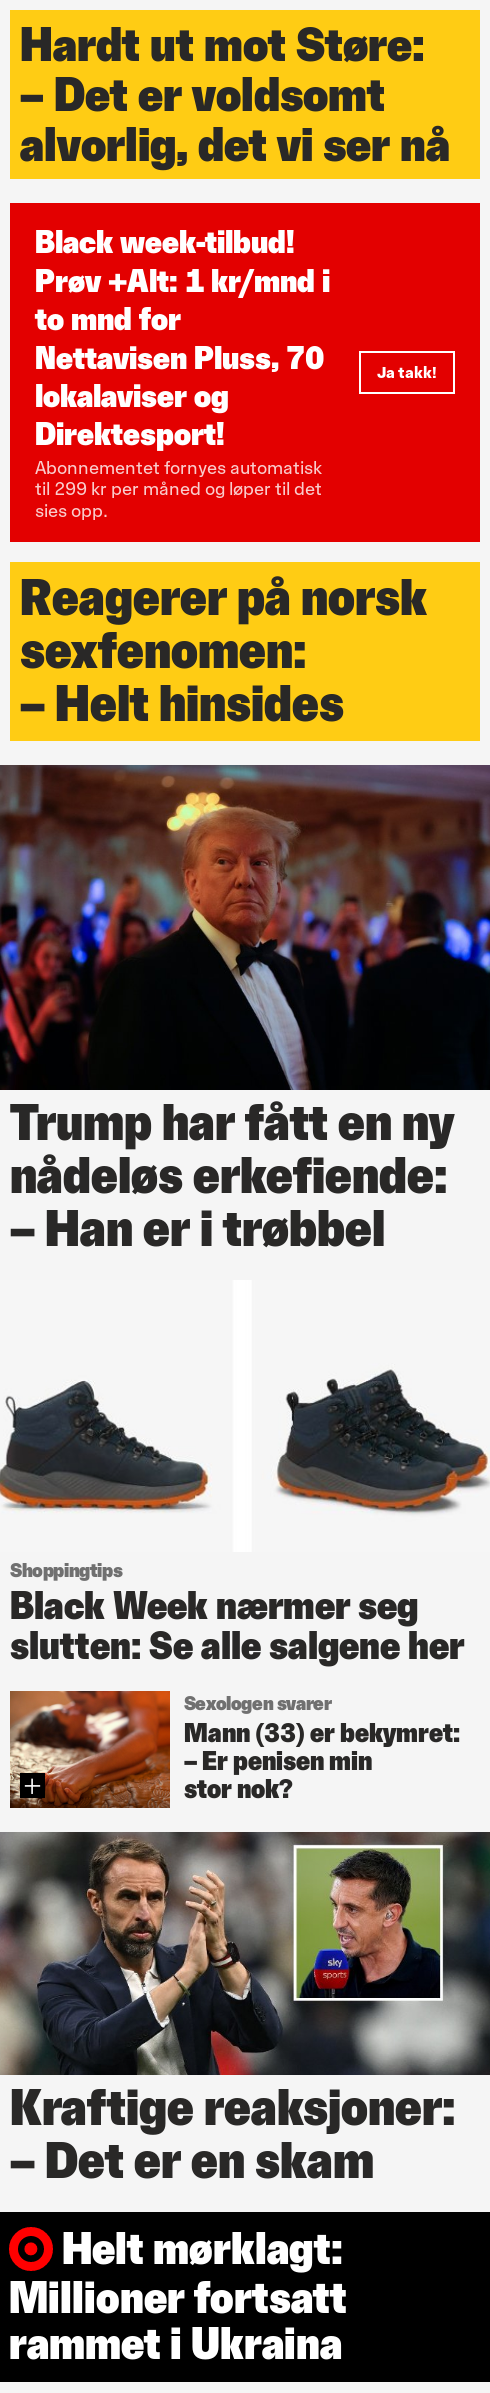 Hardt ut mot Støre:
– Det er voldsomt
alvorlig, det vi ser nå
Black week-tilbud!
Prøv +Alt: 1 kr/mnd i
to mnd for
Nettavisen Pluss, 70
lokalaviser og
Direktesport!
Ja takk!
Abonnementet fornyes automatisk
til 299 kr per måned og løper til det
sies opp.
Reagerer på norsk
sexfenomen:
– Helt hinsides
Trump har fått en ny
nådeløs erkefiende:
– Han er i trøbbel
Shoppingtips
Black Week nærmer seg
slutten: Se alle salgene her
Sexologen svarer
Mann (33) er bekymret:
– Er penisen min
stor nok?
sky
sports
Kraftige reaksjoner:
– Det er en skam
Helt mørklagt:
Millioner fortsatt
rammet i Ukraina